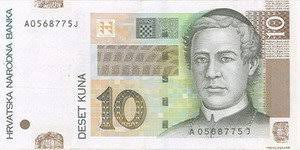 HRVATSKA NARODNA BANKA
A0568775J
10
DESET KUNA
10
A0568775J